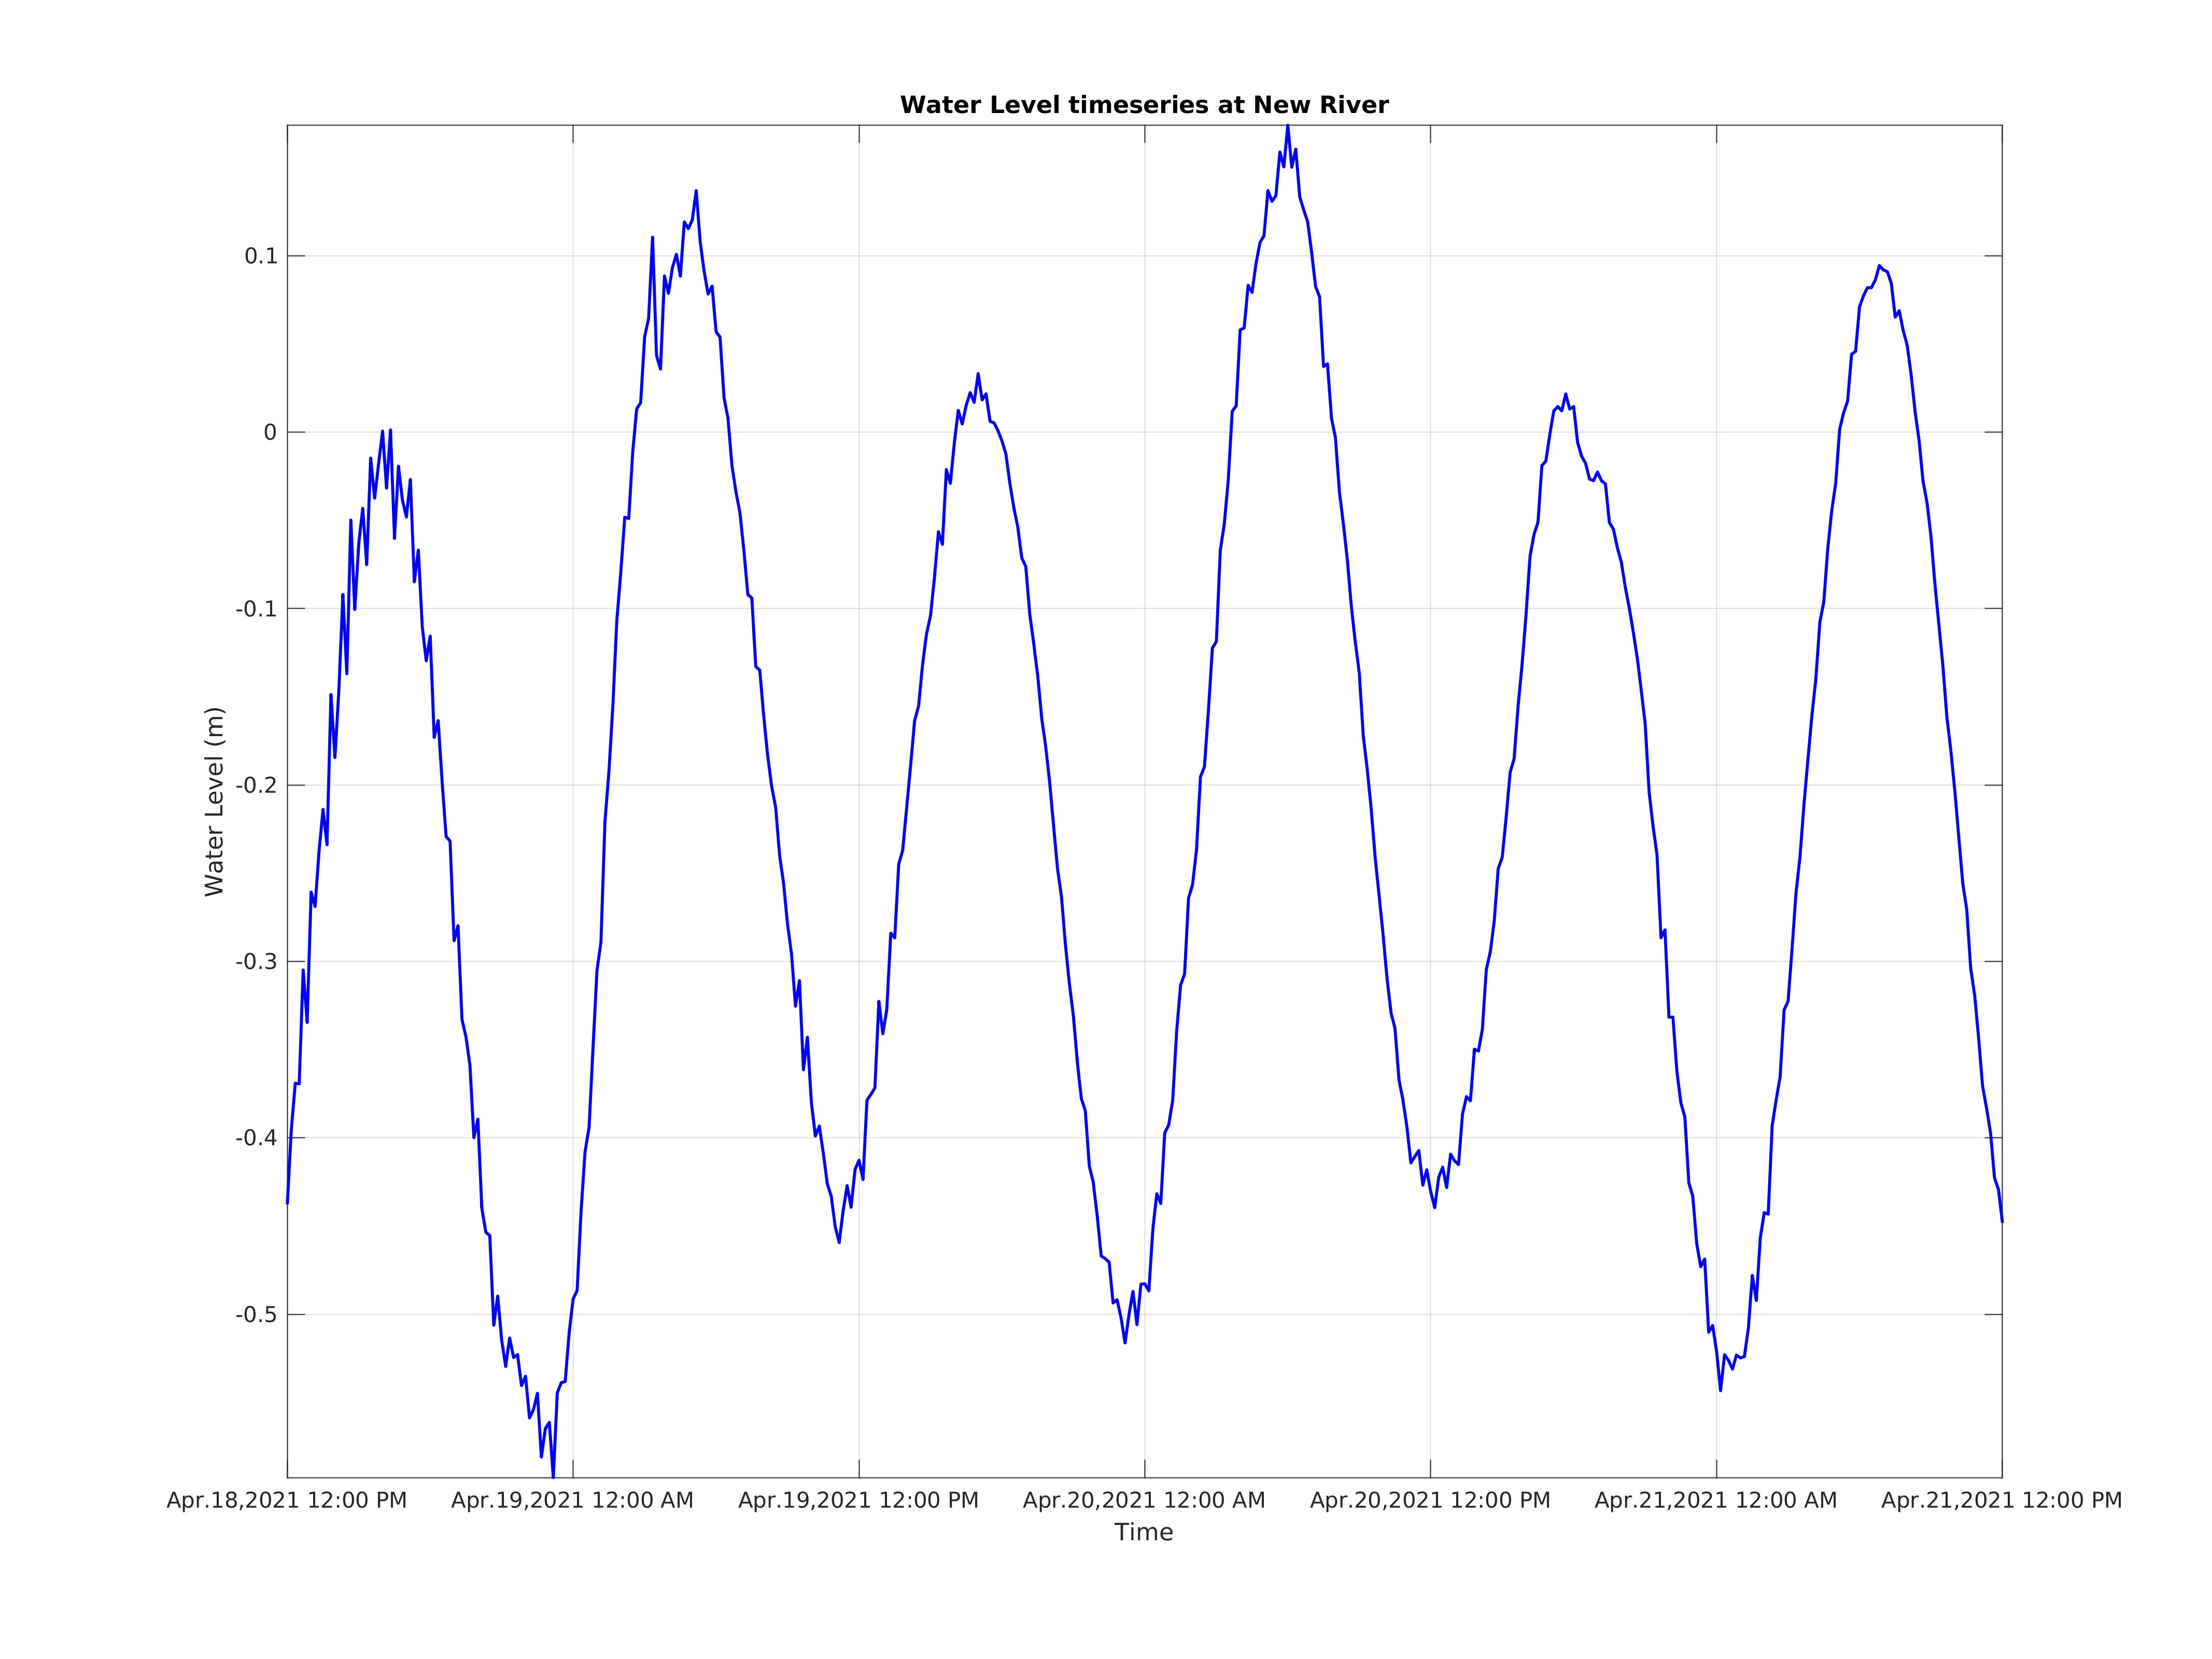 Water Level timeseries at New River
0.1
0
-0.1
-0.2
-0.3
-0.4
-0.5
Water Level (m)
Apr.18,2021 12:00 PM Apr.19,2021 12:00 AM Apr.19,2021 12:00 PM Apr.20,2021 12:00 AM Apr.20,2021 12:00 PM Apr.21,2021 12:00 AM Apr.21,2021 12:00 PM
Time